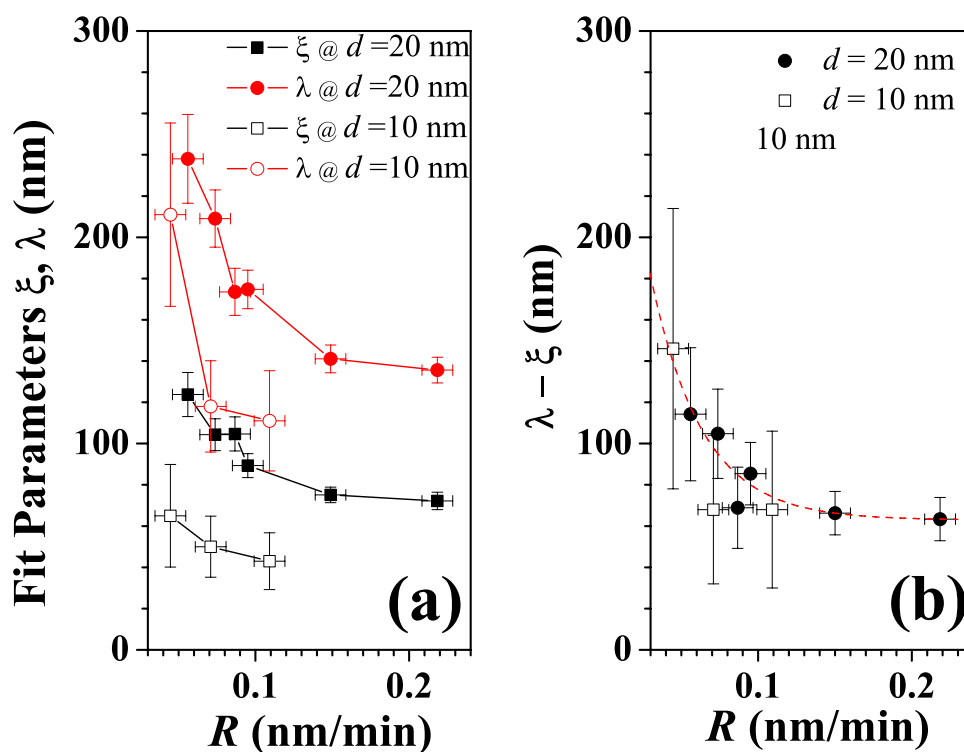 300
200
100
0
Fit Parameters ξ, λ (nm)
ξ @ d =20 nm
λ @ d =20 nm
ξ @ d =10 nm
λ @ d =10 nm
(a)
0.1
0.2
R (nm/min)
300
200
100
0
λ – ξ (nm)
d = 20 nm
d = 10 nm
10 nm
(b)
0.1
0.2
R (nm/min)